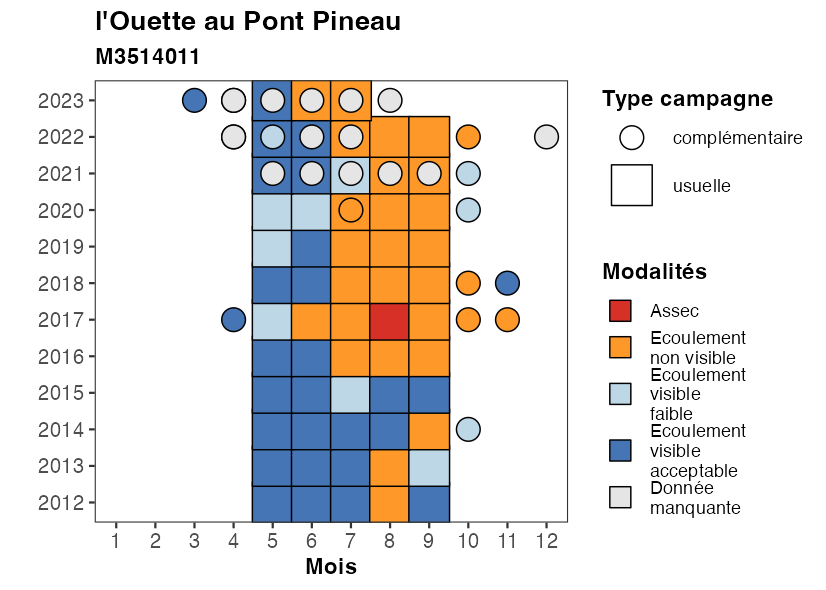 l'Ouette au Pont Pineau
M3514011
2023
2022
2021
2020
2019
2018
2017
2016
2015
2014
2013
2012
1 2 3 4 5 6 7 8 9 10 11 12
Mois
Type campagne
complémentaire
usuelle
Modalités
Assec
Ecoulement
non visible
Ecoulement
visible
faible
Ecoulement
visible
acceptable
Donnée
manquante